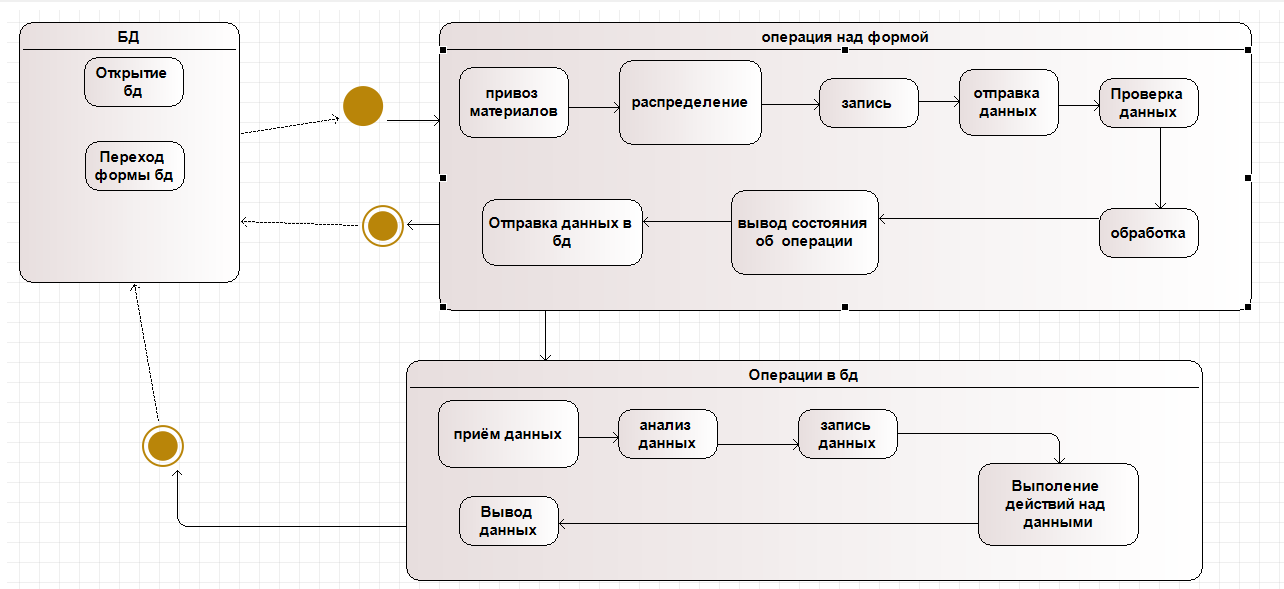 БД
Открытие
бд
Переход
формы бд
операция над формой
привоз
материалов
распределение
запись
отправка
данных
Проверка
данных
Отправка данных в
бд
вывод состояния
об операции
обработка
Операции в бд
приём данных
анализ
данных
запись
данных
Выполение
действий над
данными
Вывод
данных